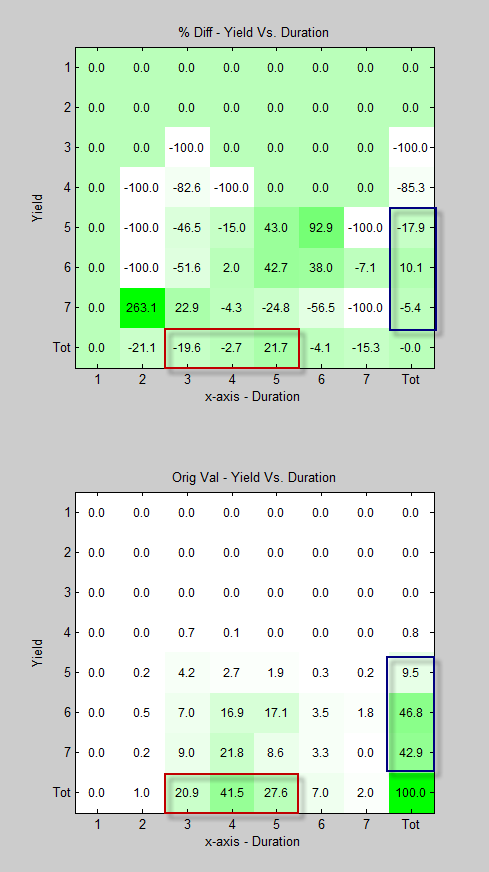 % Diff - Yield Vs. Duration
1 0.0 0.0 0.0 0.0 0.0 0.0 0.0 0.0
2 0.0 0.0 0.0 0.0 0.0 0.0 0.0 0.0
3 0.0 0.0 -100.0 0.0 0.0 0.0 0.0 -100.0
4 0.0 -100.0 -82.6 -100.0 0.0 0.0 0.0 -85.3
Yield
5 0.0 -100.0 -46.5 -15.0 43.0 92.9 -100.0 -17.9
6 0.0 -100.0 -51.6 2.0 42.7 38.0 -7.1 10.1
7 0.0 263.1 22.9 -4.3 -24.8 -56.5 -100.0 -5.4
Tot 0.0 -21.1 -19.6 -2.7 21.7 -4.1 -15.3 -0.0
1 2 3 4 5 6 7 Tot
x-axis - Duration
Orig Val - Yield Vs. Duration
1 0.0 0.0 0.0 0.0 0.0 0.0 0.0 0.0
2 0.0 0.0 0.0 0.0 0.0 0.0 0.0 0.0
3 0.0 0.0 0.0 0.0 0.0 0.0 0.0 0.0
4 0.0 0.0 0.7 0.1 0.0 0.0 0.0 0.8
Yield
5 0.0 0.2 4.2 2.7 1.9 0.3 0.2 9.5
6 0.0 0.5 7.0 16.9 17.1 3.5 1.8 46.8
7 0.0 0.2 9.0 21.8 8.6 3.3 0.0 42.9
Tot 0.0 1.0 20.9 41.5 27.6 7.0 2.0 100.0
1 2 3 4 5 6 7 Tot
x-axis - Duration